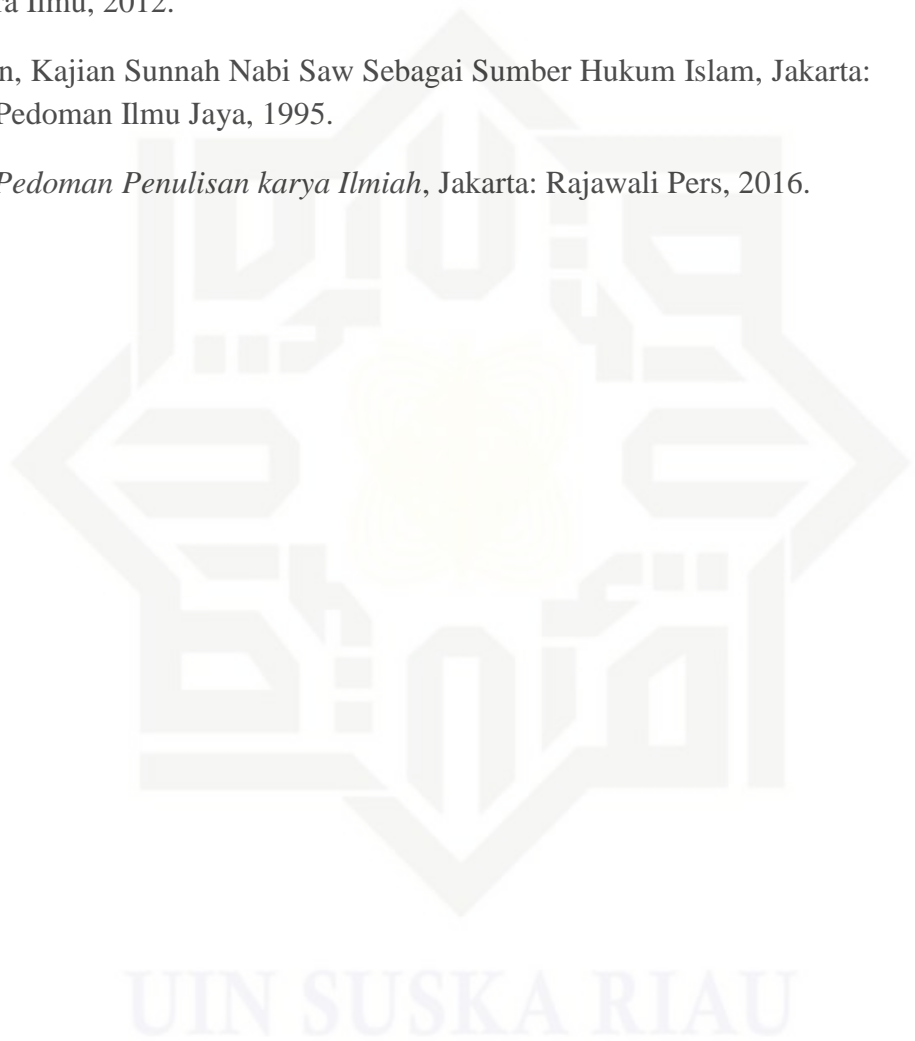 ra Ilmu, 2012.
n, Kajian Sunnah Nabi Saw Sebagai Sumber Hukum Islam, Jakarta:
Pedoman Ilmu Jaya, 1995.
Pedoman Penulisan karya Ilmiah, Jakarta: Rajawali Pers, 2016.
UIN SUSKA RIAU